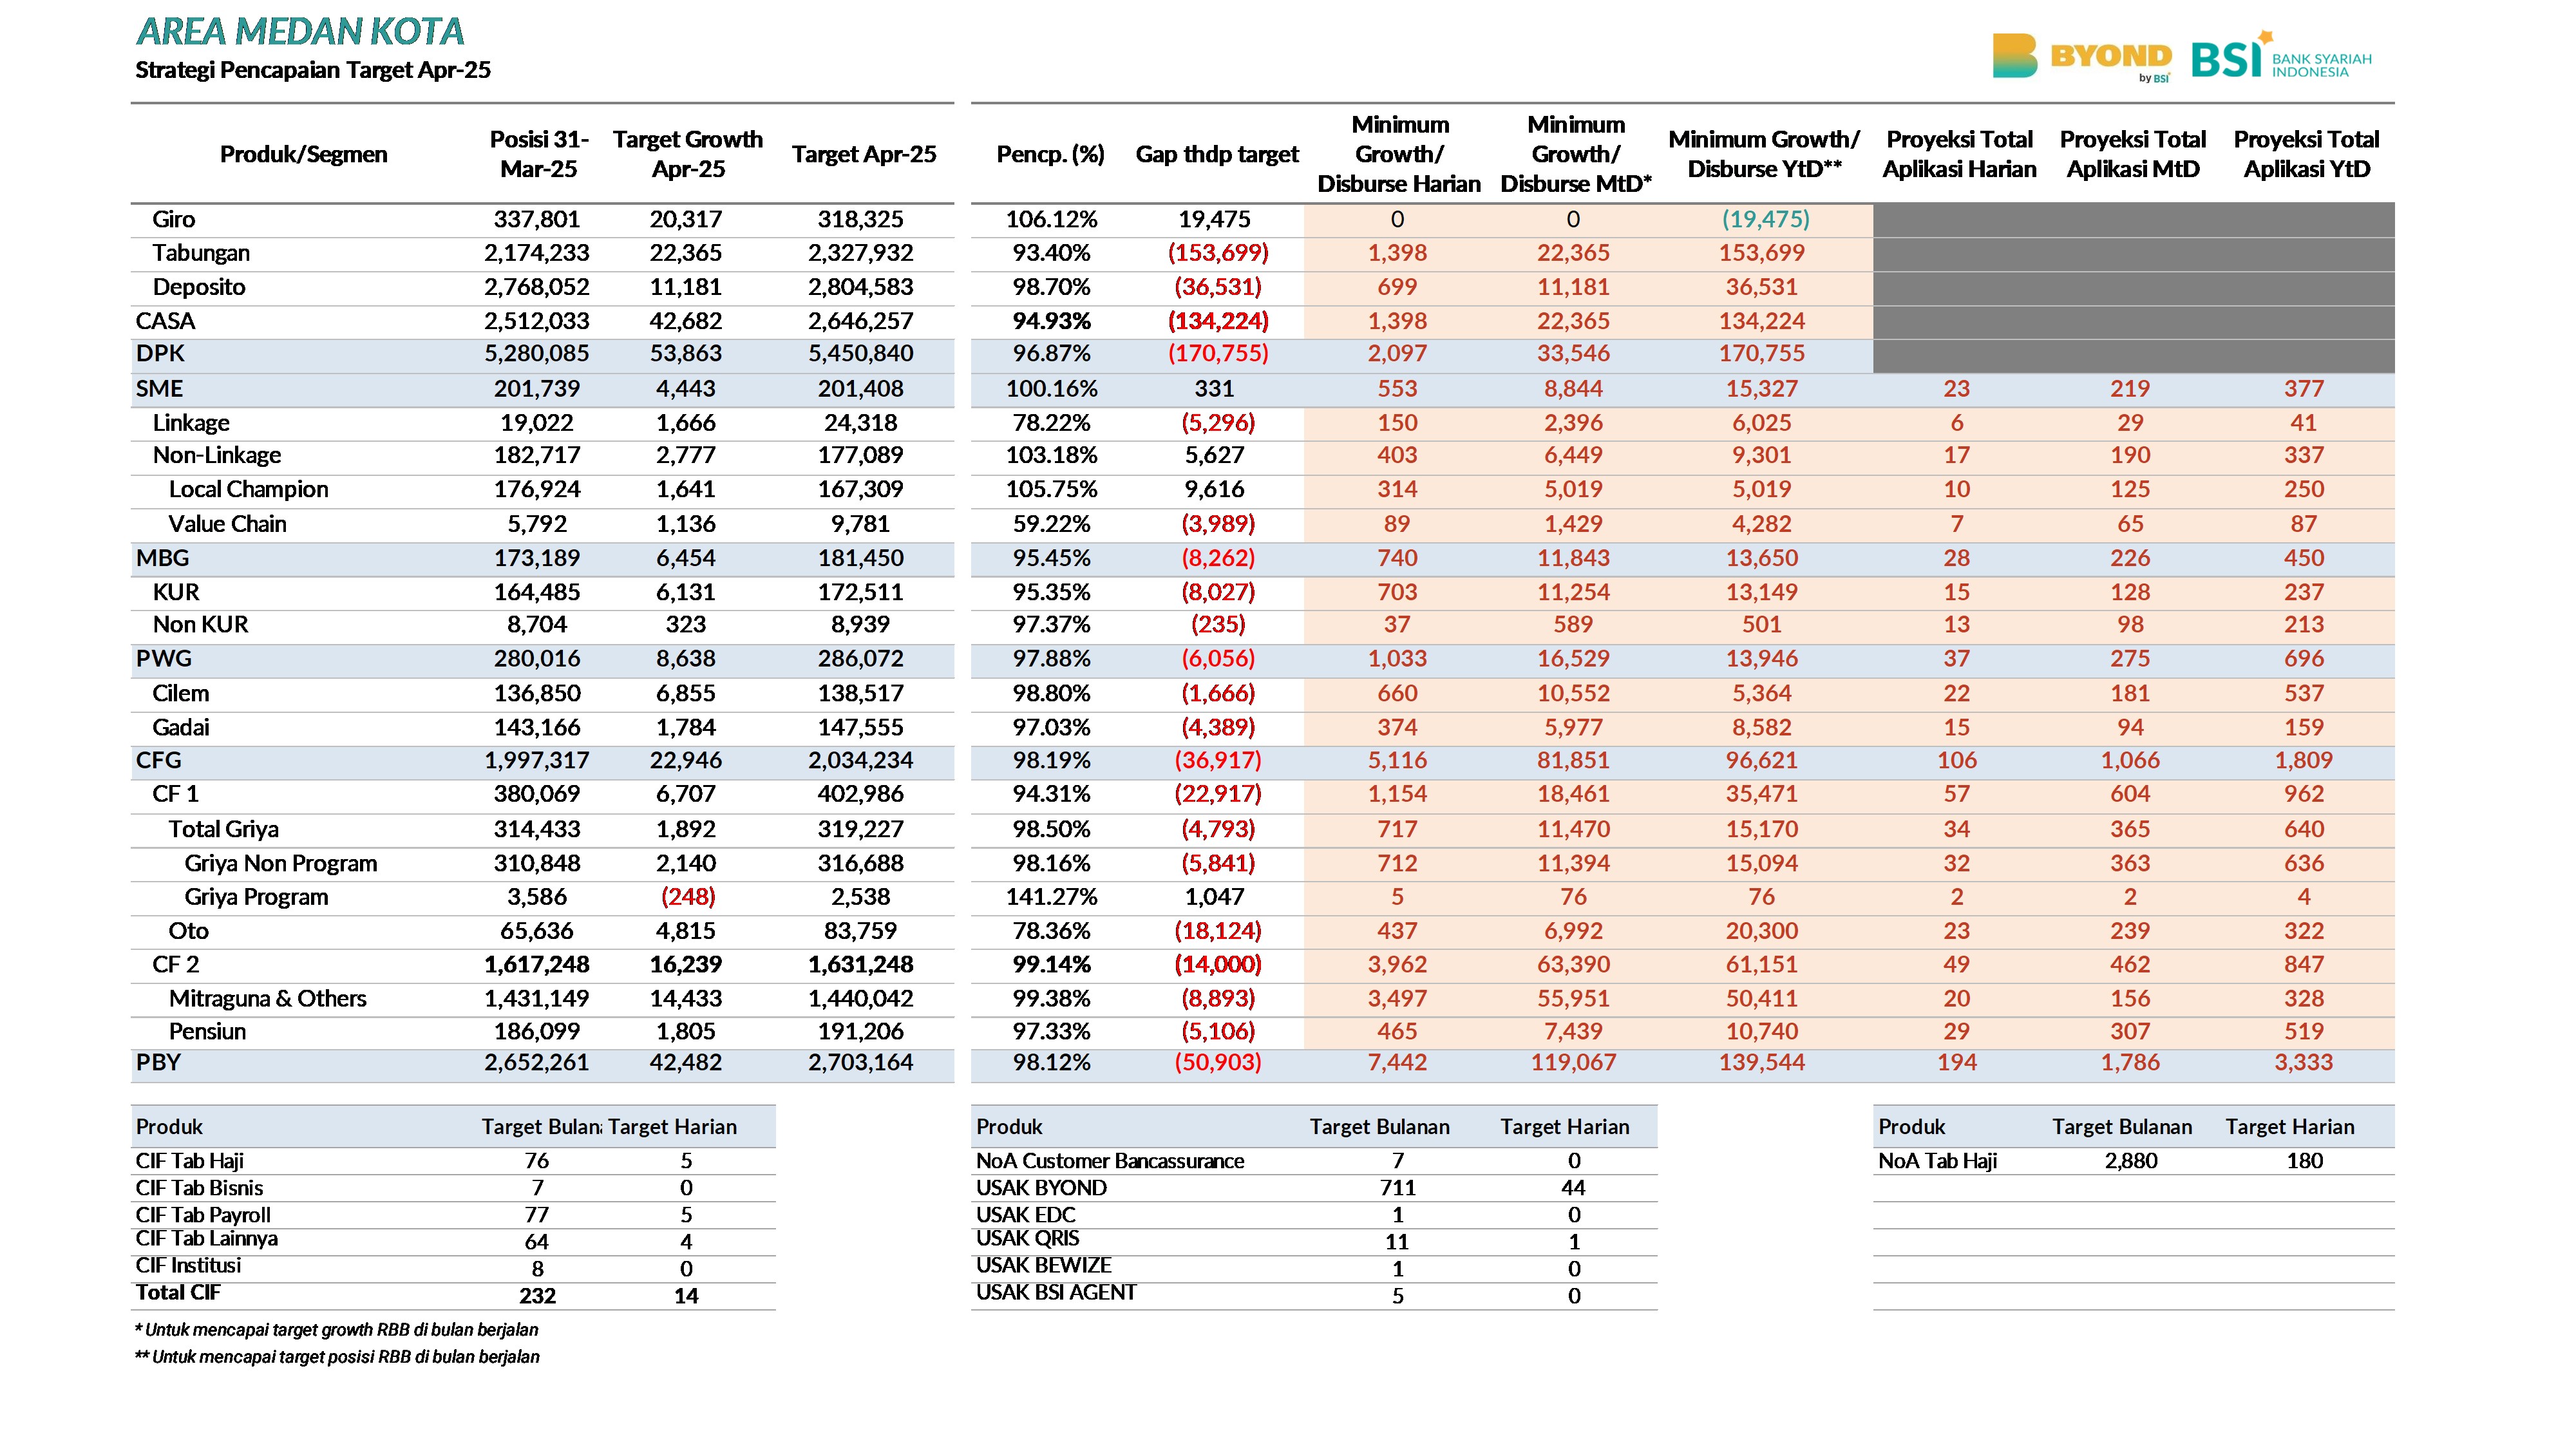 AREA MEDAN KOTA
Strategi Pencapaian Target Apr-25
BYOND by BSI
BSI BANK SYARIAH INDONESIA
Produk/Segmen Posisi 31-Mar-25 Target Growth Apr-25 Target Apr-25 Pencp. (%) Gap thdp target Minimum Growth/ Disburse Harian Minimum Growth/ Disburse MtD* Minimum Growth/ Disburse YtD** Proyeksi Total Aplikasi Harian Proyeksi Total Aplikasi MtD Proyeksi Total Aplikasi YtD
Giro 337,801 20,317 318,325 106.12% 19,475 0 0 (19,475)
Tabungan 2,174,233 22,365 2,327,932 93.40% (153,699) 1,398 22,365 153,699
Deposito 2,768,052 11,181 2,804,583 98.70% (36,531) 699 11,181 36,531
CASA 2,512,033 42,682 2,646,257 94.93% (134,224) 1,398 22,365 134,224
DPK 5,280,085 53,863 5,450,840 96.87% (170,755) 2,097 33,546 170,755
SME 201,739 4,443 201,408 100.16% 331 553 8,844 15,327 23 219 377
Linkage 19,022 1,666 24,318 78.22% (5,296) 150 2,396 6,025 6 29 41
Non-Linkage 182,717 2,777 177,089 103.18% 5,627 403 6,449 9,301 17 190 337
Local Champion 176,924 1,641 167,309 105.75% 9,616 314 5,019 5,019 10 125 250
Value Chain 5,792 1,136 9,781 59.22% (3,989) 89 1,429 4,282 7 65 87
MBG 173,189 6,454 181,450 95.45% (8,262) 740 11,843 13,650 28 226 450
KUR 164,485 6,131 172,511 95.35% (8,027) 703 11,254 13,149 15 128 237
Non KUR 8,704 323 8,939 97.37% (235) 37 589 501 13 98 213
PWG 280,016 8,638 286,072 97.88% (6,056) 1,033 16,529 13,946 37 275 696
Cilem 136,850 6,855 138,517 98.80% (1,666) 660 10,552 5,364 22 181 537
Gadai 143,166 1,784 147,555 97.03% (4,389) 374 5,977 8,582 15 94 159
CFG 1,997,317 22,946 2,034,234 98.19% (36,917) 5,116 81,851 96,621 106 1,066 1,809
CF 1 380,069 6,707 402,986 94.31% (22,917) 1,154 18,461 35,471 57 604 962
Total Griya 314,433 1,892 319,227 98.50% (4,793) 717 11,470 15,170 34 365 640
Griya Non Program 310,848 2,140 316,688 98.16% (5,841) 712 11,394 15,094 32 363 636
Griya Program 3,586 (248) 2,538 141.27% 1,047 5 76 76 2 2 4
Oto 65,636 4,815 83,759 78.36% (18,124) 437 6,992 20,300 23 239 322
CF 2 1,617,248 16,239 1,631,248 99.14% (14,000) 3,962 63,390 61,151 49 462 847
Mitraguna & Others 1,431,149 14,433 1,440,042 99.38% (8,893) 3,497 55,951 50,411 20 156 328
Pensiun 186,099 1,805 191,206 97.33% (5,106) 465 7,439 10,740 29 307 519
PBY 2,652,261 42,482 2,703,164 98.12% (50,903) 7,442 119,067 139,544 194 1,786 3,333
Produk Target Bulan Target Harian
CIF Tab Haji 76 5
CIF Tab Bisnis 7 0
CIF Tab Payroll 77 5
CIF Tab Lainnya 64 4
CIF Institusi 8 0
Total CIF 232 14
Produk Target Bulanan Target Harian
NoA Customer Bancassurance 7 0
USAK BYOND 711 44
USAK EDC 1 0
USAK QRIS 11 1
USAK BEWIZE 1 0
USAK BSI AGENT 5 0
Produk Target Bulanan Target Harian
NoA Tab Haji 2,880 180
* Untuk mencapai target growth RBB di bulan berjalan
** Untuk mencapai target posisi RBB di bulan berjalan